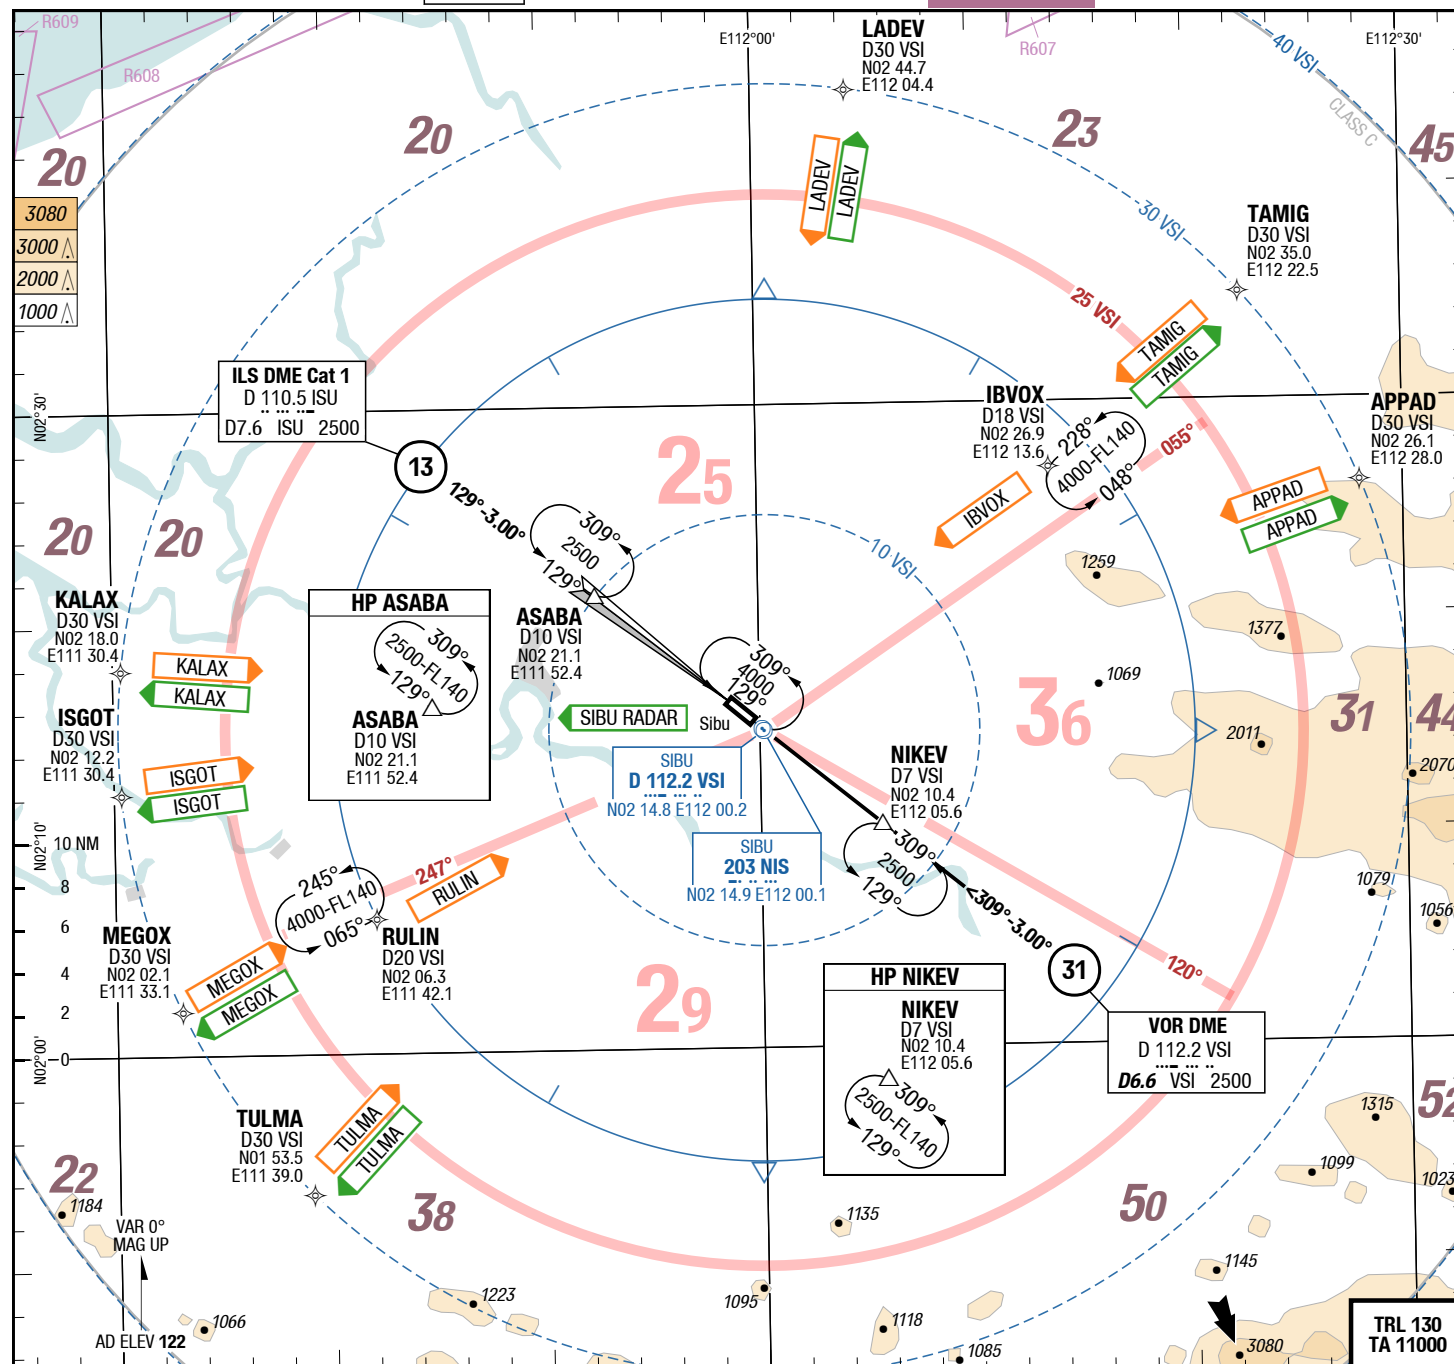 R609
R608
R607
E112°00'
E112°30'
LADEV
D30 VSI
N02 44.7
E112 04.4
40 VSI
CLASS C
20
20
23
45
3080
3000
2000
1000
LADEV
LADEV
30 VSI
TAMIG
D30 VSI
N02 35.0
E112 22.5
25 VSI
TAMIG
TAMIG
ILS DME Cat 1
D 110.5 ISU
D7.6 ISU 2500
N02°30'
13
129°-3.00°
25
IBVOX
D18 VSI
N02 26.9
E112 13.6
228°
4000-FL140
048°
055°
APPAD
D30 VSI
N02 26.1
E112 28.0
APPAD
APPAD
IBVOX
20
20
309°
2500
129°
10 VSI
1259
1377
1069
KALAX
D30 VSI
N02 18.0
E111 30.4
KALAX
KALAX
HP ASABA
309°
2500-FL140
129°
ASABA
D10 VSI
N02 21.1
E111 52.4
ASABA
D10 VSI
N02 21.1
E111 52.4
309°
4000
129°
SIBU RADAR
Sibu
36
31
44
2011
2070
ISGOT
D30 VSI
N02 12.2
E111 30.4
ISGOT
ISGOT
SIBU
D 112.2 VSI
N02 14.8 E112 00.2
SIBU
203 NIS
N02 14.9 E112 00.1
NIKEV
D7 VSI
N02 10.4
E112 05.6
309°
2500
129°
<309°-3.00°
31
120°
1079
1056
N02°10'
10 NM
8
6
4
2
0
N02°00'
247°
245°
4000-FL140
065°
RULIN
RULIN
D20 VSI
N02 06.3
E111 42.1
MEGOX
D30 VSI
N02 02.1
E111 33.1
MEGOX
MEGOX
29
HP NIKEV
NIKEV
D7 VSI
N02 10.4
E112 05.6
309°
2500-FL140
129°
VOR DME
D 112.2 VSI
D6.6 VSI 2500
TULMA
D30 VSI
N01 53.5
E111 39.0
TULMA
TULMA
22
38
50
52
1315
1099
1023
1184
1135
1145
VAR 0°
MAG UP
1223
1095
1118
1085
1066
3080
AD ELEV 122
TRL 130
TA 11000